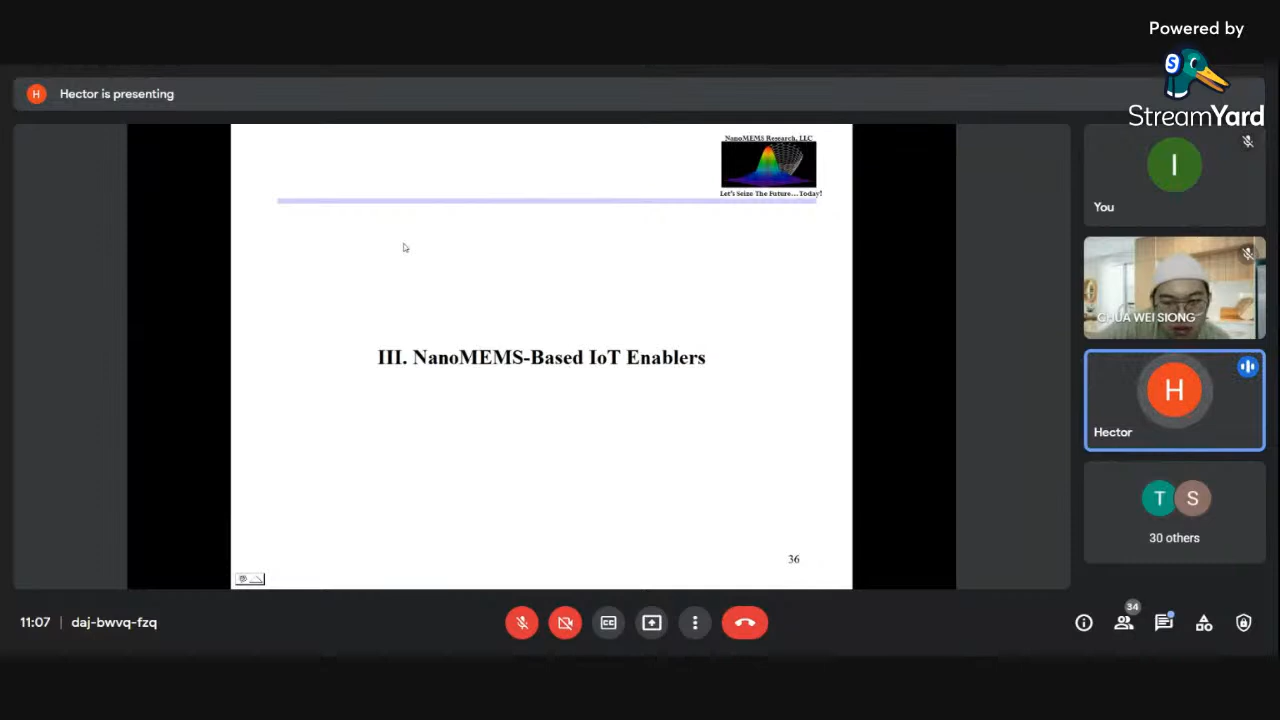 Powered by
StreamYard
H
Hector is presenting
NanoMEMS Research, LLC
Let's Seize The Future...Today!
III. NanoMEMS-Based IoT Enablers
36
I
You
CHUA WEI SIONG
H
Hector
T S
30 others
11:07 | daj-bwvq-fzq
CC
34